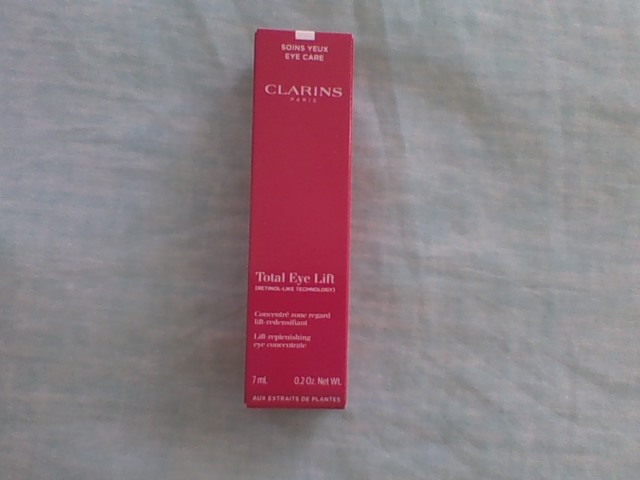 SOINS YEUX
EYE CARE
CLARINS
PARIS
Total Eye Lift
[RETINOL-LIKE TECHNOLOGY]
Concentré zone regard
lift-redensifiant
Lift-replenishing
eye concentrate
7 mL 0.2 Oz. Net Wt.
AUX EXTRAITS DE PLANTES